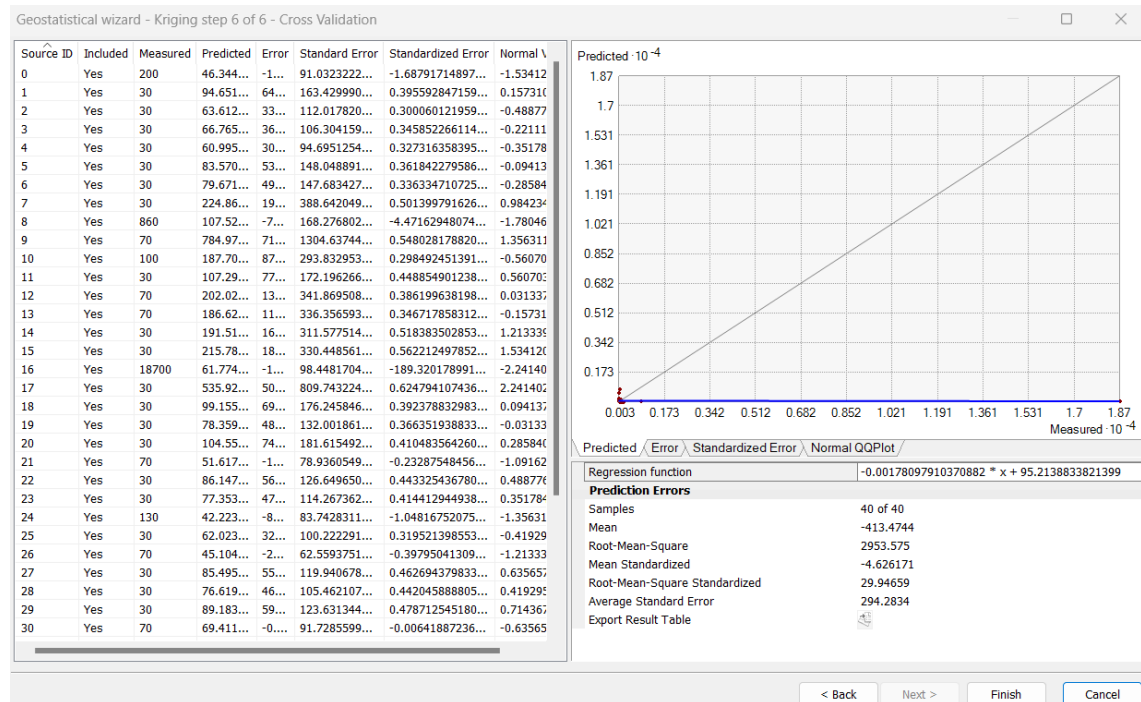 Geostatistical wizard - Kriging step 6 of 6 - Cross Validation
Source ID Included Measured Predicted Error Standard Error Standardized Error Normal V
0 Yes 200 46.344... -1... 91.0323222... -1.68791714897... -1.53412
1 Yes 30 94.651... 64... 163.429990... 0.395592847159... 0.157310
2 Yes 30 63.612... 33... 112.017820... 0.300060121959... -0.48877
3 Yes 30 66.765... 36... 106.304159... 0.345852266114... -0.22111
4 Yes 30 60.995... 30... 94.6951254... 0.327316358395... -0.35178
5 Yes 30 83.570... 53... 148.048891... 0.361842279586... -0.09413
6 Yes 30 79.671... 49... 147.683427... 0.336334710725... -0.28584
7 Yes 30 224.86... 19... 388.642049... 0.501399791626... 0.984234
8 Yes 860 107.52... -7... 168.276802... -4.47162948074... -1.78046
9 Yes 70 784.97... 71... 1304.63744... 0.548028178820... 1.356311
10 Yes 100 187.70... 87... 293.832953... 0.298492451391... -0.56070
11 Yes 30 107.29... 77... 172.196266... 0.448854901238... 0.560703
12 Yes 70 202.02... 13... 341.869508... 0.386199638198... 0.031337
13 Yes 70 186.62... 11... 336.356593... 0.346717858312... -0.15731
14 Yes 30 191.51... 16... 311.577514... 0.518383502853... 1.213339
15 Yes 30 215.78... 18... 330.448561... 0.562212497852... 1.534120
16 Yes 18700 61.774... -1... 98.4481704... -189.320178991... -2.24140
17 Yes 30 535.92... 50... 809.743224... 0.624794107436... 2.241402
18 Yes 30 99.155... 69... 176.245846... 0.392378832983... 0.094137
19 Yes 30 78.359... 48... 132.001861... 0.366351938833... -0.03133
20 Yes 30 104.55... 74... 181.615492... 0.410483564260... 0.285840
21 Yes 70 51.617... -1... 78.9360549... -0.23287548456... -1.09162
22 Yes 30 86.147... 56... 126.649650... 0.443325436780... 0.488776
23 Yes 30 77.353... 47... 114.267362... 0.414412944938... 0.351784
24 Yes 130 42.223... -8... 83.7428311... -1.04816752075... -1.35631
25 Yes 30 62.023... 32... 100.222291... 0.319521398553... -0.41929
26 Yes 70 45.104... -2... 62.5593751... -0.39795041309... -1.21333
27 Yes 30 85.495... 55... 119.940678... 0.462694379833... 0.635657
28 Yes 30 76.619... 46... 105.462107... 0.442045888805... 0.419295
29 Yes 30 89.183... 59... 123.631344... 0.478712545180... 0.714367
30 Yes 70 69.411... -0.... 91.7285599... -0.00641887236... -0.63565
Predicted ·10 -4
1.87
1.7
1.531
1.361
1.191
1.021
0.852
0.682
0.512
0.342
0.173
0.003 0.173 0.342 0.512 0.682 0.852 1.021 1.191 1.361 1.531 1.7 1.87
Measured ·10 -4
Predicted Error Standardized Error Normal QQPlot
Regression function -0.00178097910370882 * x + 95.2138833821399
Prediction Errors
Samples 40 of 40
Mean -413.4744
Root-Mean-Square 2953.575
Mean Standardized -4.626171
Root-Mean-Square Standardized 29.94659
Average Standard Error 294.2834
Export Result Table
< Back Next > Finish Cancel